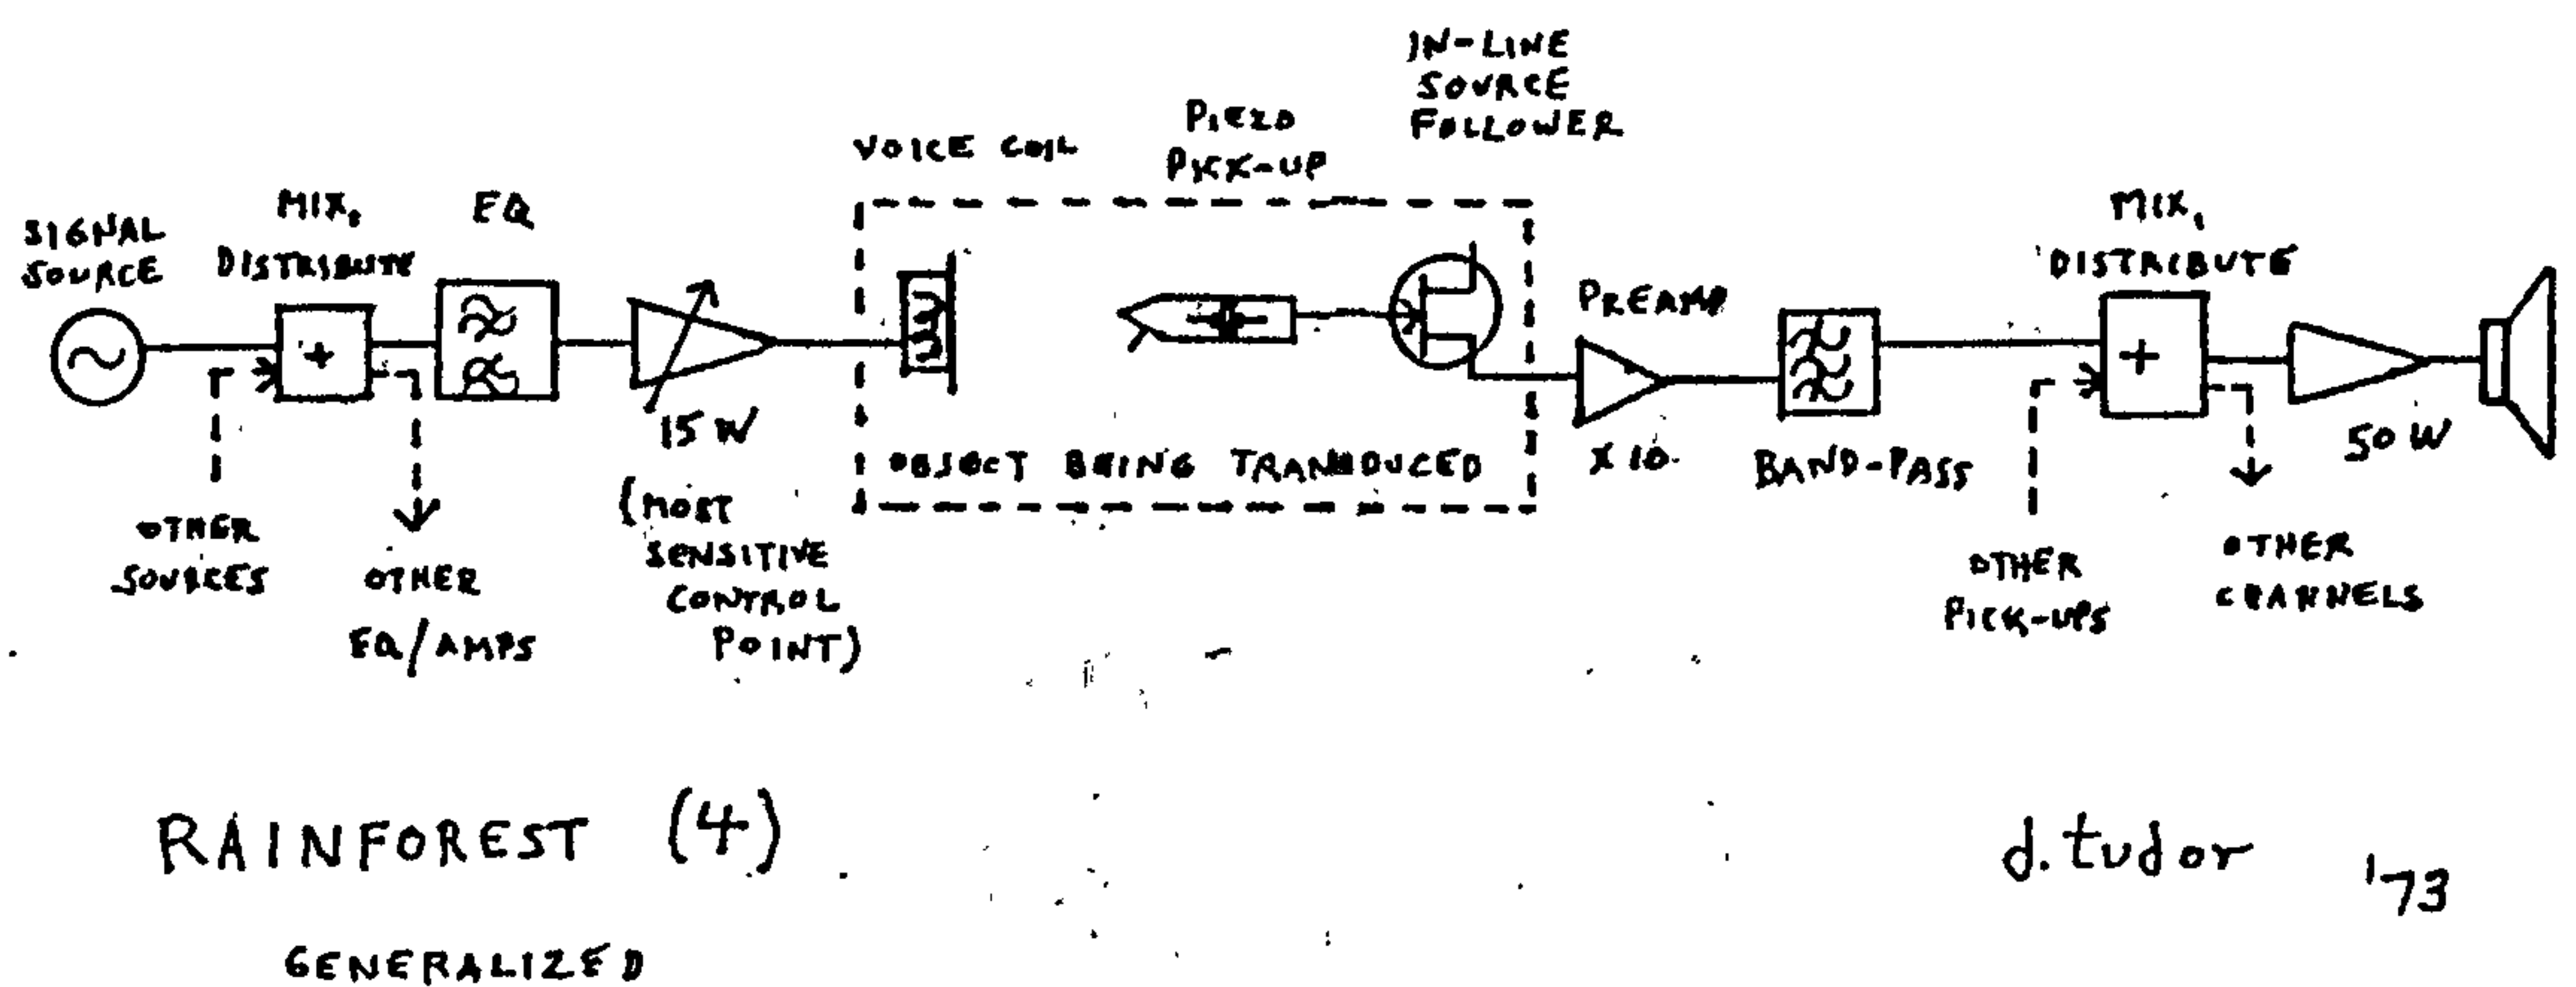 SIGNAL
SOURCE
MIX,
DISTRIBUTE
EQ
15 W
(MOST
SENSITIVE
CONTROL
POINT)
OTHER
SOURCES
OTHER
EQ/AMPS
VOICE COIL
PIEZO
PICK-UP
IN-LINE
SOURCE
FOLLOWER
OBJECT BEING TRANSDUCED
PREAMP
X 10
BAND-PASS
MIX,
DISTRIBUTE
OTHER
PICK-UPS
OTHER
CHANNELS
50 W
RAINFOREST (4)
GENERALIZED
d. tudor '73